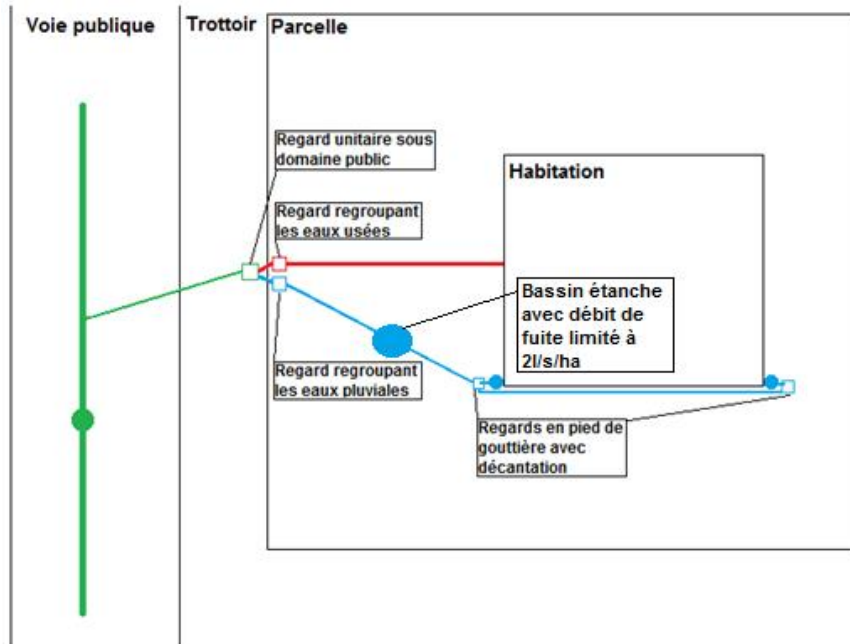 Voie publique
Trottoir
Parcelle
Regard unitaire sous
domaine public
Habitation
Regard regroupant
les eaux usées
Bassin étanche
avec débit de
fuite limité à
2l/s/ha
Regard regroupant
les eaux pluviales
Regards en pied de
gouttière avec
décantation